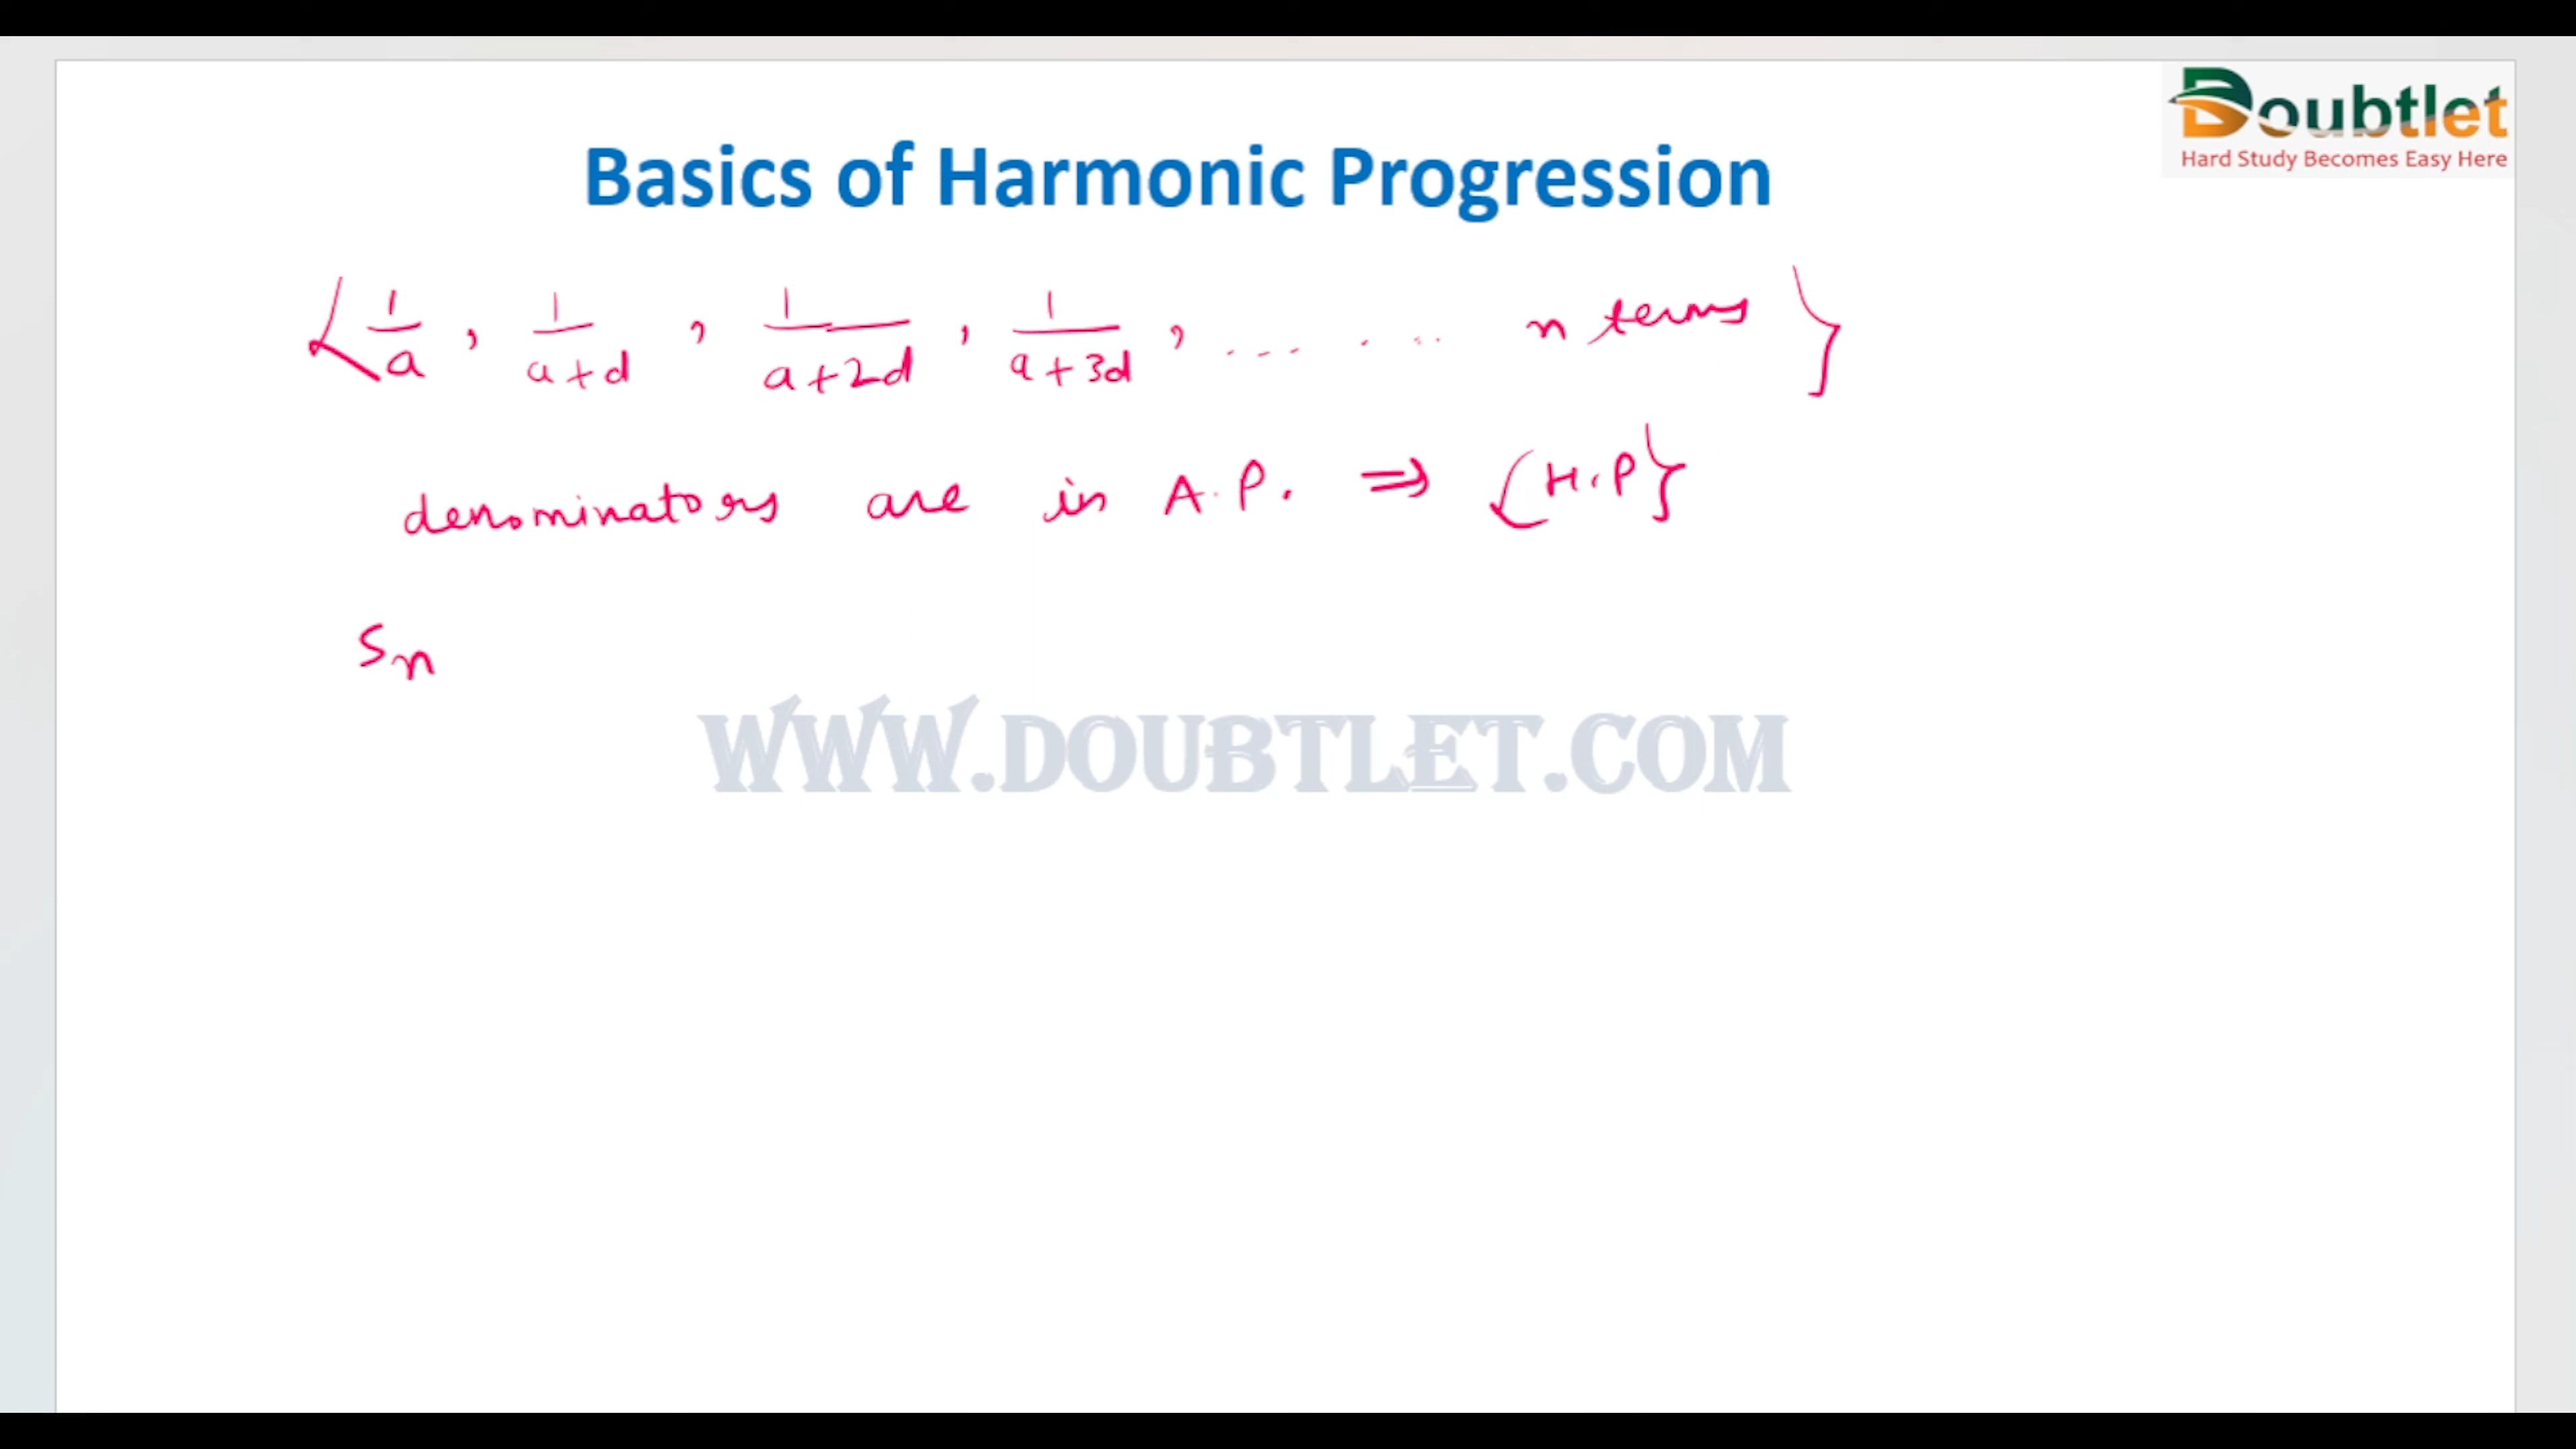 Doubtlet
Hard Study Becomes Easy Here
Basics of Harmonic Progression
{ 1/a , 1/(a+d) , 1/(a+2d) , 1/(a+3d) , ........ n terms }
denominators are in A.P. ⇒ {H.P}
Sn
WWW.DOUBTLET.COM